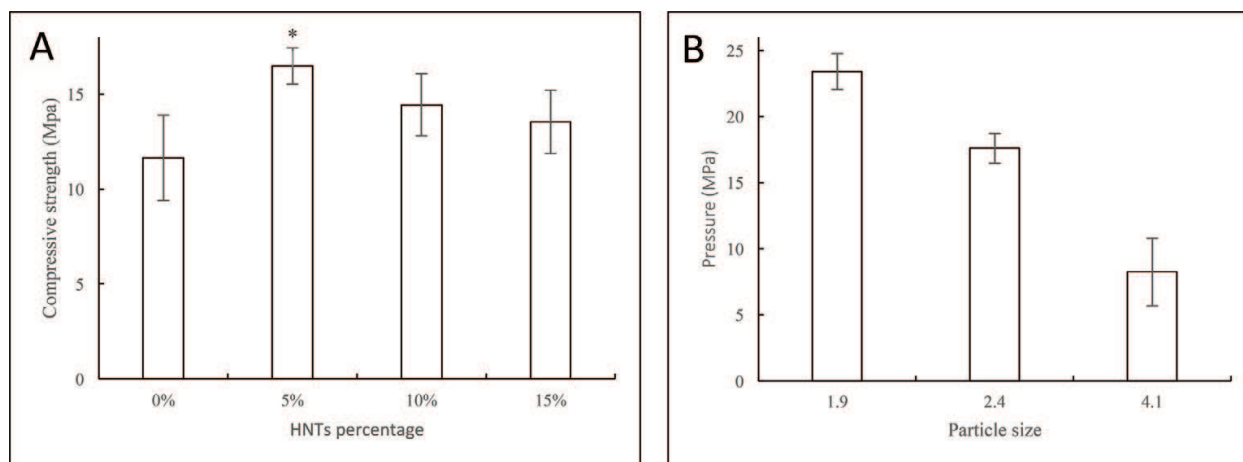 A
*
Compressive strength (Mpa)
15
10
5
0
0% 5% 10% 15%
HNTs percentage
B
Pressure (MPa)
25
20
15
10
5
0
1.9 2.4 4.1
Particle size